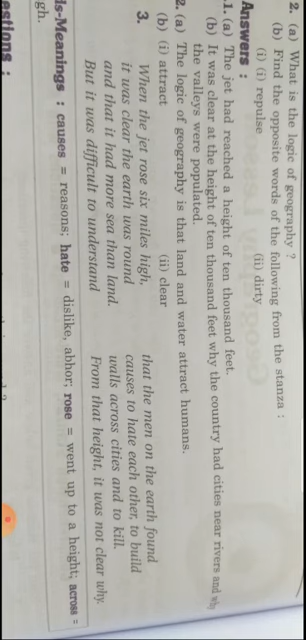 2. (a) What is the logic of geography ?
(b) Find the opposite words of the following from the stanza :
(i) (i) repulse (ii) dirty
Answers :
.1. (a) The jet had reached a height of ten thousand feet.
(b) It was clear at the height of ten thousand feet why the country had cities near rivers and why
the valleys were populated.
2. (a) The logic of geography is that land and water attract humans.
(b) (i) attract (ii) clear
3. When the jet rose six miles high,
it was clear the earth was round
and that it had more sea than land.
But it was difficult to understand
that the men on the earth found
causes to hate each other, to build
walls across cities and to kill.
From that height, it was not clear why.
ds-Meanings : causes = reasons; hate = dislike, abhor; rose = went up to a height; across =
gh.
estions :